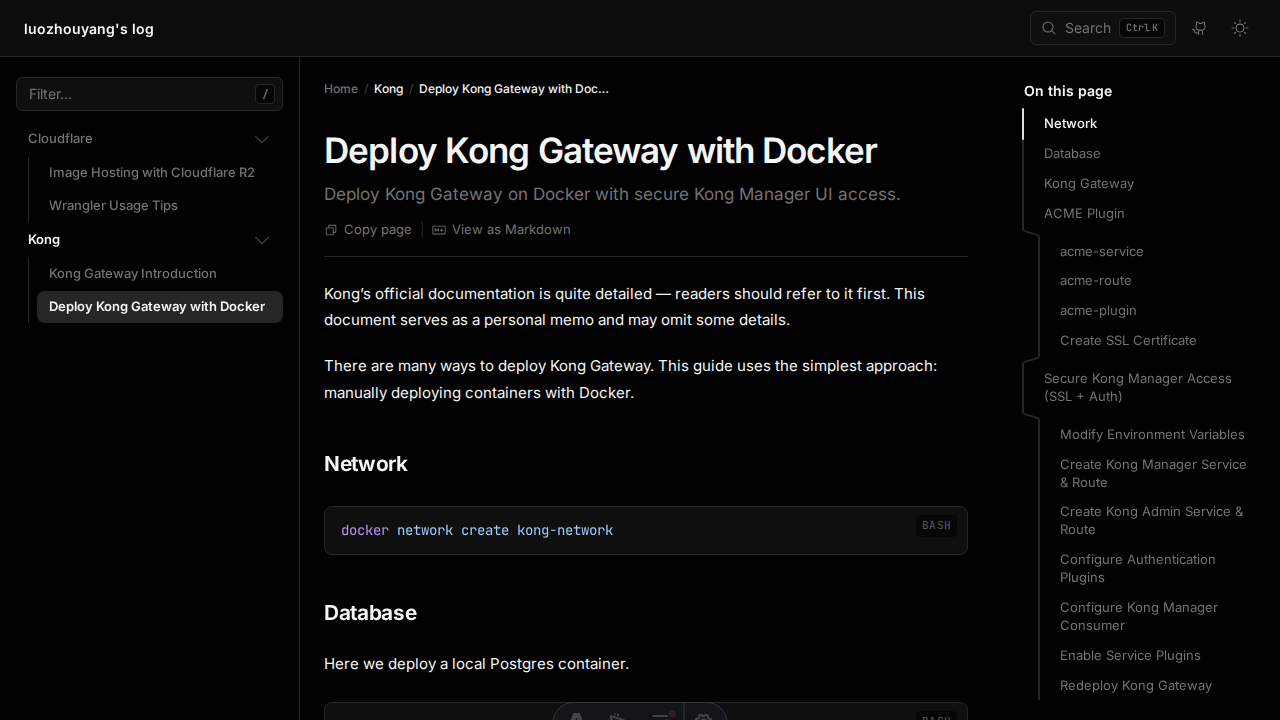 luozhouyang's log
Search Ctrl K
Filter... /
Cloudflare
Image Hosting with Cloudflare R2
Wrangler Usage Tips
Kong
Kong Gateway Introduction
Deploy Kong Gateway with Docker
Home / Kong / Deploy Kong Gateway with Doc...
Deploy Kong Gateway with Docker
Deploy Kong Gateway on Docker with secure Kong Manager UI access.
Copy page
View as Markdown
Kong’s official documentation is quite detailed — readers should refer to it first. This
document serves as a personal memo and may omit some details.
There are many ways to deploy Kong Gateway. This guide uses the simplest approach:
manually deploying containers with Docker.
Network
BASH
docker network create kong-network
Database
Here we deploy a local Postgres container.
BASH
On this page
Network
Database
Kong Gateway
ACME Plugin
acme-service
acme-route
acme-plugin
Create SSL Certificate
Secure Kong Manager Access
(SSL + Auth)
Modify Environment Variables
Create Kong Manager Service
& Route
Create Kong Admin Service &
Route
Configure Authentication
Plugins
Configure Kong Manager
Consumer
Enable Service Plugins
Redeploy Kong Gateway